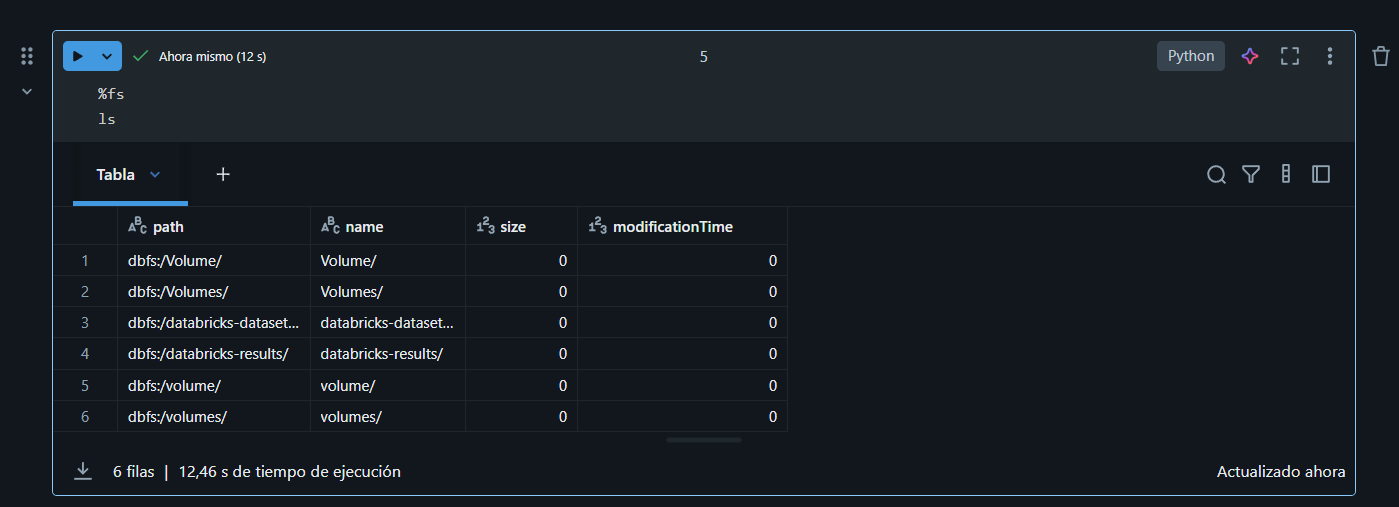 Ahora mismo (12 s) 5 Python
%fs
ls
Tabla
path name size modificationTime
1 dbfs:/Volume/ Volume/ 0 0
2 dbfs:/Volumes/ Volumes/ 0 0
3 dbfs:/databricks-dataset... databricks-dataset... 0 0
4 dbfs:/databricks-results/ databricks-results/ 0 0
5 dbfs:/volume/ volume/ 0 0
6 dbfs:/volumes/ volumes/ 0 0
6 filas | 12,46 s de tiempo de ejecución Actualizado ahora